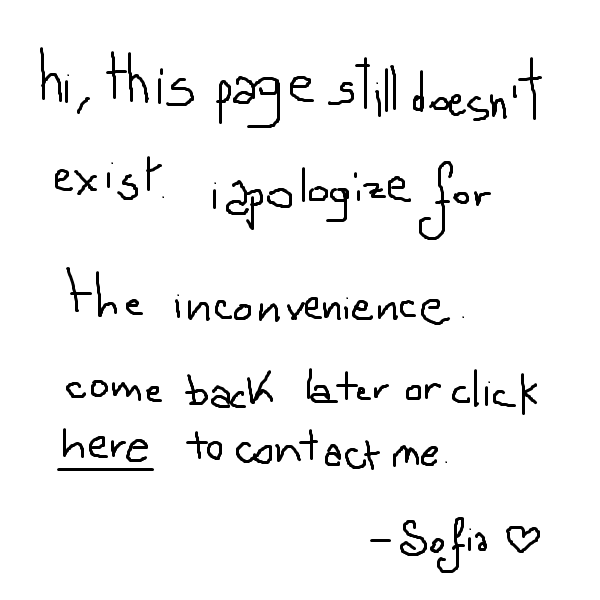 hi, this page still doesn't
exist. i apologize for
the inconvenience.
come back later or click
here to contact me.
-Sofia ♡